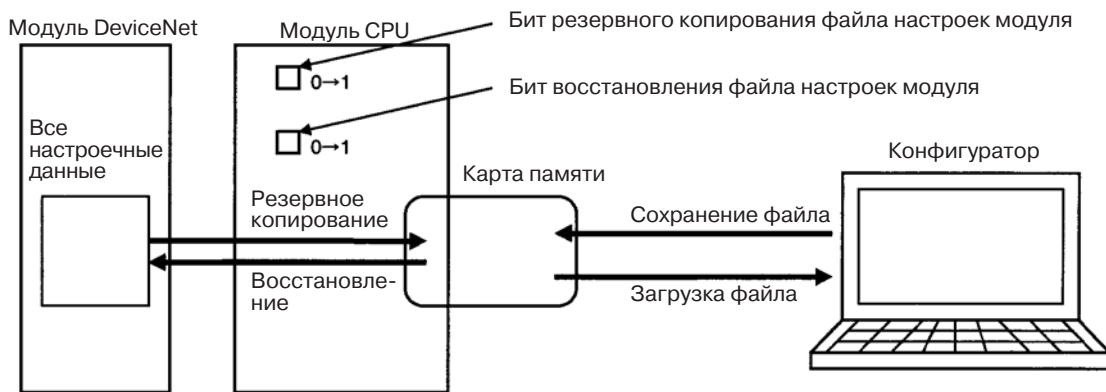 Модуль DeviceNet
Модуль CPU
Бит резервного копирования файла настроек модуля
0→1
Бит восстановления файла настроек модуля
0→1
Все
настроечные
данные
Карта памяти
Конфигуратор
Резервное
копирование
Сохранение файла
Восстановле-
ние
Загрузка файла